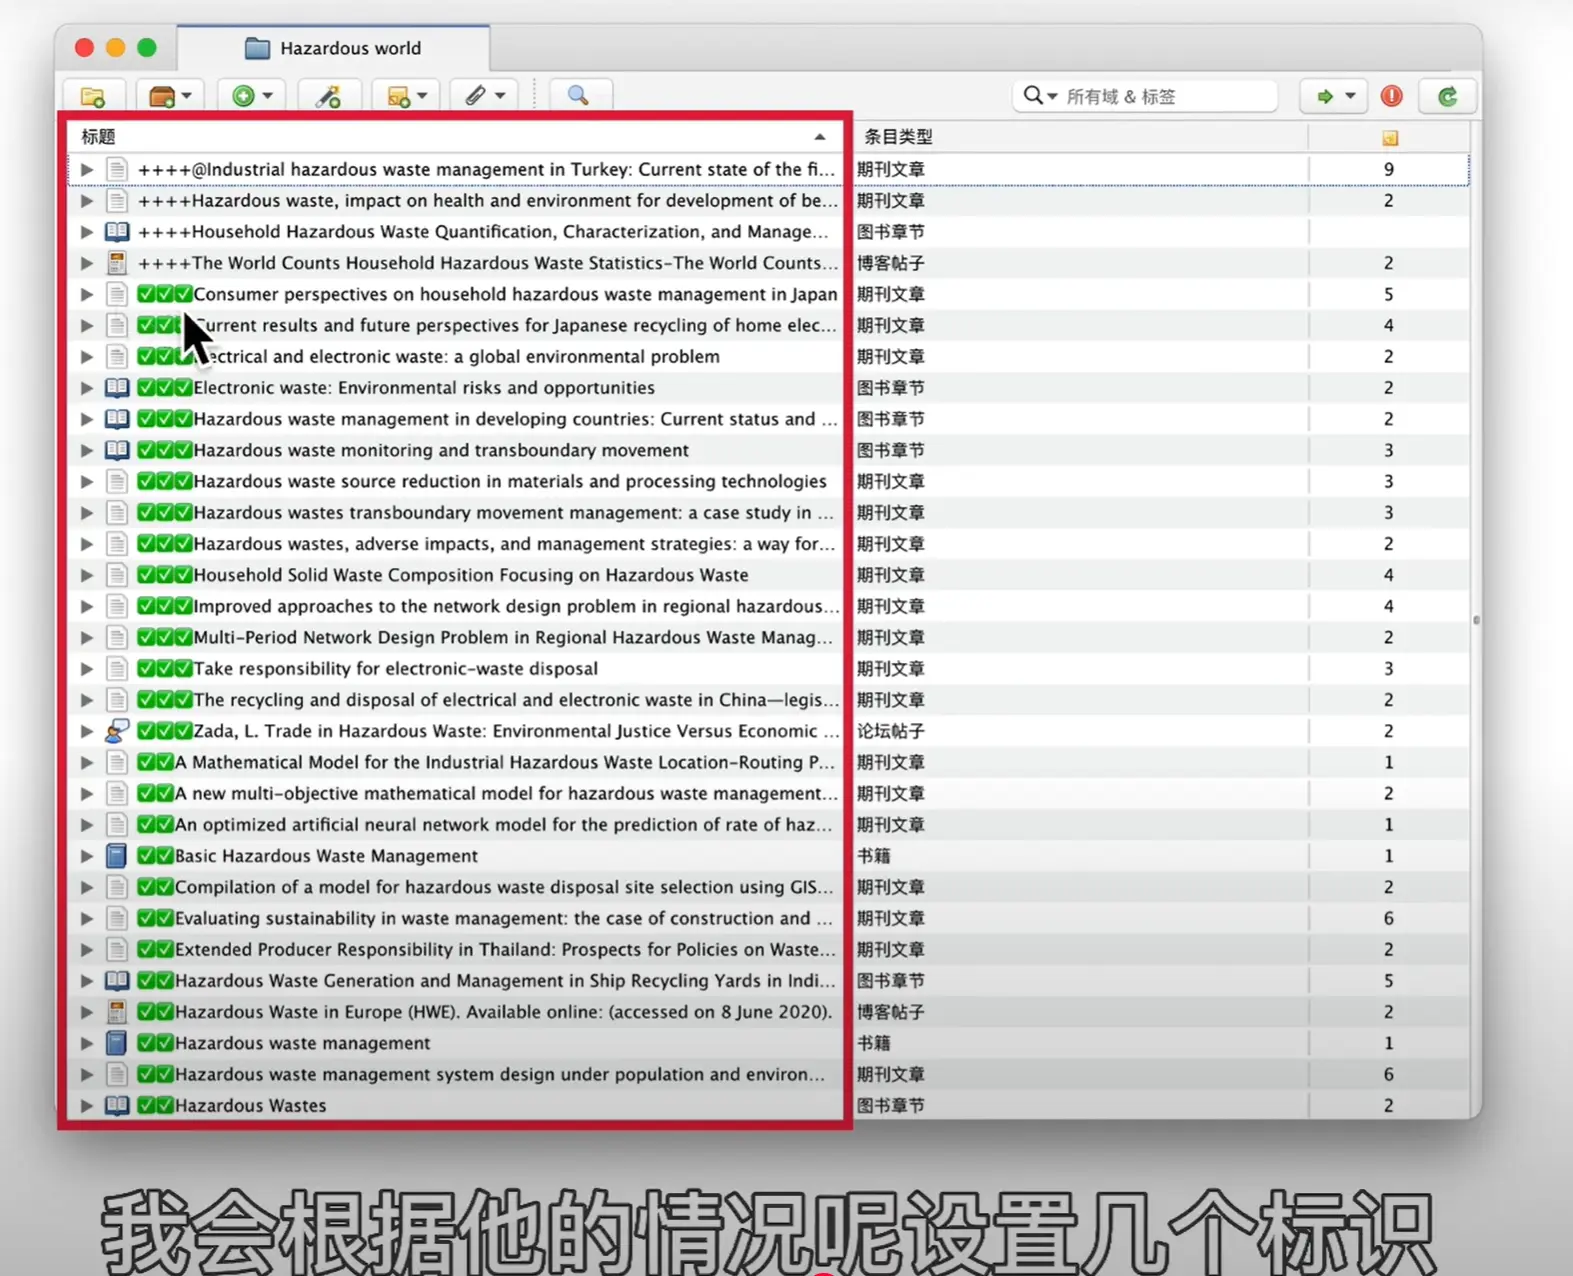 Hazardous world
所有域 & 标签
标题 条目类型
++++@Industrial hazardous waste management in Turkey: Current state of the fi... 期刊文章 9
++++Hazardous waste, impact on health and environment for development of be... 期刊文章 2
++++Household Hazardous Waste Quantification, Characterization, and Manage... 图书章节
++++The World Counts Household Hazardous Waste Statistics-The World Counts... 博客帖子 2
✅✅✅Consumer perspectives on household hazardous waste management in Japan 期刊文章 5
✅✅✅Current results and future perspectives for Japanese recycling of home elec... 期刊文章 4
✅✅✅Electrical and electronic waste: a global environmental problem 期刊文章 2
✅✅✅Electronic waste: Environmental risks and opportunities 图书章节 2
✅✅✅Hazardous waste management in developing countries: Current status and ... 图书章节 2
✅✅✅Hazardous waste monitoring and transboundary movement 图书章节 3
✅✅✅Hazardous waste source reduction in materials and processing technologies 期刊文章 3
✅✅✅Hazardous wastes transboundary movement management: a case study in ... 期刊文章 3
✅✅✅Hazardous wastes, adverse impacts, and management strategies: a way for... 期刊文章 2
✅✅✅Household Solid Waste Composition Focusing on Hazardous Waste 期刊文章 4
✅✅✅Improved approaches to the network design problem in regional hazardous... 期刊文章 4
✅✅✅Multi-Period Network Design Problem in Regional Hazardous Waste Manag... 期刊文章 2
✅✅✅Take responsibility for electronic-waste disposal 期刊文章 3
✅✅✅The recycling and disposal of electrical and electronic waste in China—legis... 期刊文章 2
✅✅✅Zada, L. Trade in Hazardous Waste: Environmental Justice Versus Economic ... 论坛帖子 2
✅✅A Mathematical Model for the Industrial Hazardous Waste Location-Routing P... 期刊文章 1
✅✅A new multi-objective mathematical model for hazardous waste management... 期刊文章 2
✅✅An optimized artificial neural network model for the prediction of rate of haz... 期刊文章 1
✅✅Basic Hazardous Waste Management 书籍 1
✅✅Compilation of a model for hazardous waste disposal site selection using GIS... 期刊文章 2
✅✅Evaluating sustainability in waste management: the case of construction and ... 期刊文章 6
✅✅Extended Producer Responsibility in Thailand: Prospects for Policies on Waste... 期刊文章 2
✅✅Hazardous Waste Generation and Management in Ship Recycling Yards in Indi... 图书章节 5
✅✅Hazardous Waste in Europe (HWE). Available online: (accessed on 8 June 2020). 博客帖子 2
✅✅Hazardous waste management 书籍 1
✅✅Hazardous waste management system design under population and environ... 期刊文章 6
✅✅Hazardous Wastes 图书章节 2
我会根据他的情况呢设置几个标识